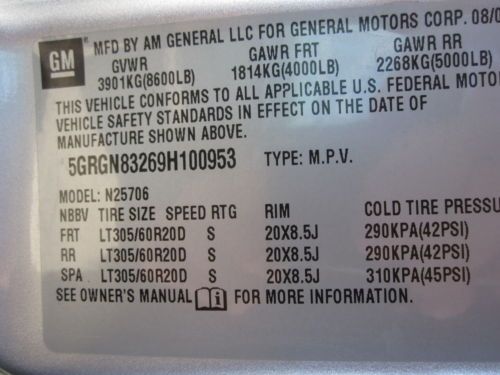 GM
MFD BY AM GENERAL LLC FOR GENERAL MOTORS CORP. 08/0
GVWR GAWR FRT GAWR RR
3901KG(8600LB) 1814KG(4000LB) 2268KG(5000LB)
THIS VEHICLE CONFORMS TO ALL APPLICABLE U.S. FEDERAL MOTO
VEHICLE SAFETY STANDARDS IN EFFECT ON THE DATE OF
MANUFACTURE SHOWN ABOVE.
5GRGN83269H100953 TYPE: M.P.V.
MODEL: N25706
NBBV TIRE SIZE SPEED RTG RIM COLD TIRE PRESSU
FRT LT305/60R20D S 20X8.5J 290KPA(42PSI)
RR LT305/60R20D S 20X8.5J 290KPA(42PSI)
SPA LT305/60R20D S 20X8.5J 310KPA(45PSI)
SEE OWNER'S MANUAL i FOR MORE INFORMATION.